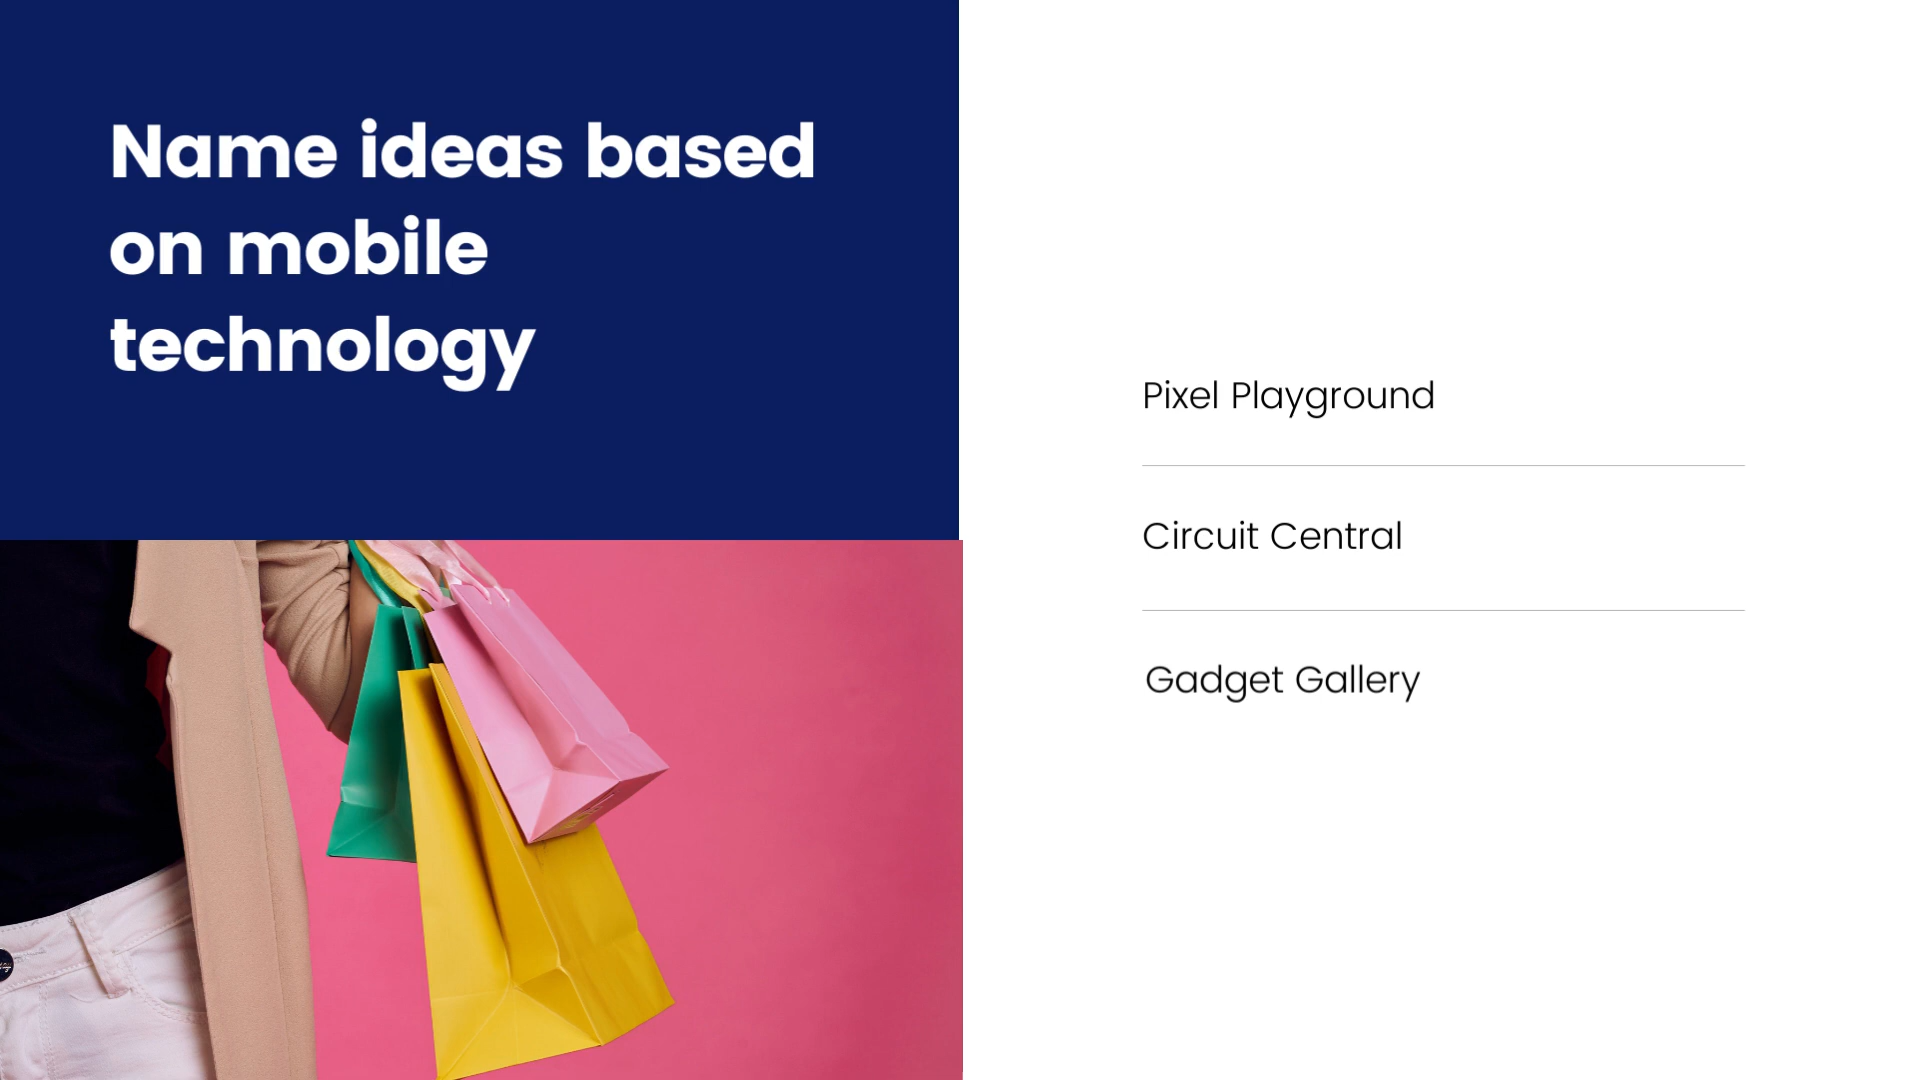 Name ideas based
on mobile
technology
Pixel Playground
Circuit Central
Gadget Gallery